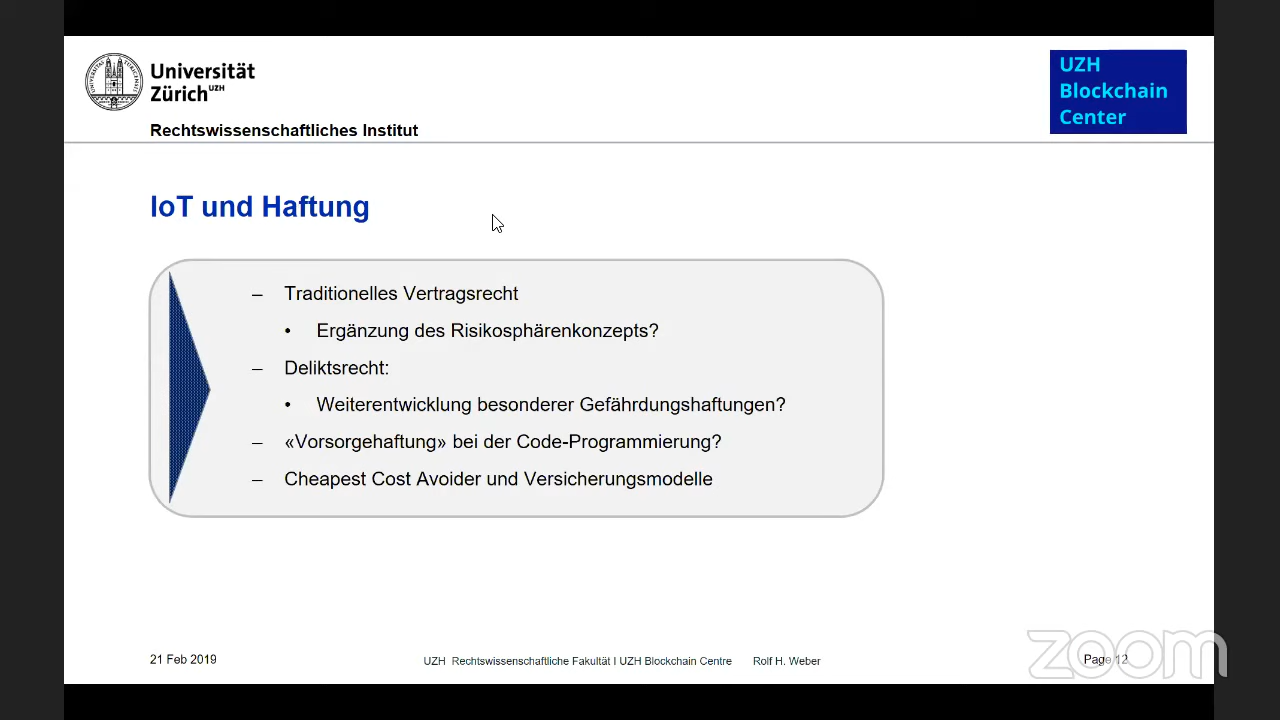 Universität
Zürich UZH
UZH
Blockchain
Center
Rechtswissenschaftliches Institut
IoT und Haftung
– Traditionelles Vertragsrecht
• Ergänzung des Risikosphärenkonzepts?
– Deliktsrecht:
• Weiterentwicklung besonderer Gefährdungshaftungen?
– «Vorsorgehaftung» bei der Code-Programmierung?
– Cheapest Cost Avoider und Versicherungsmodelle
21 Feb 2019
UZH Rechtswissenschaftliche Fakultät I UZH Blockchain Centre Rolf H. Weber
Page 12
zoom